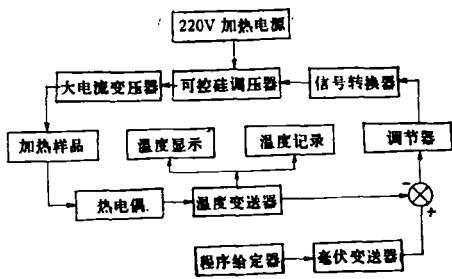 220V 加热电源
大电流变压器
可控硅调压器
信号转换器
加热样品
温度显示
温度记录
调节器
热电偶.
温度变送器
-
+
程序给定器
毫伏变送器